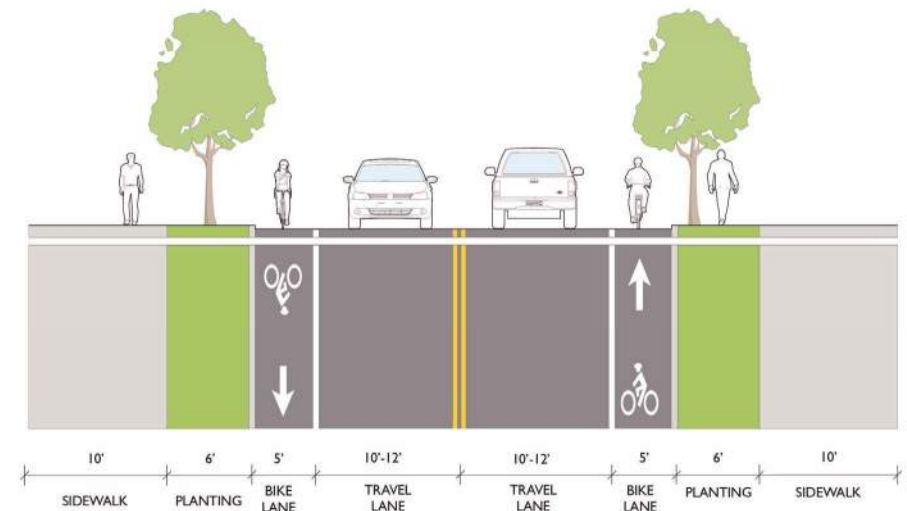 10' 6' 5' 10'-12' 10'-12' 5' 6' 10'
SIDEWALK PLANTING BIKE LANE TRAVEL LANE TRAVEL LANE BIKE LANE PLANTING SIDEWALK